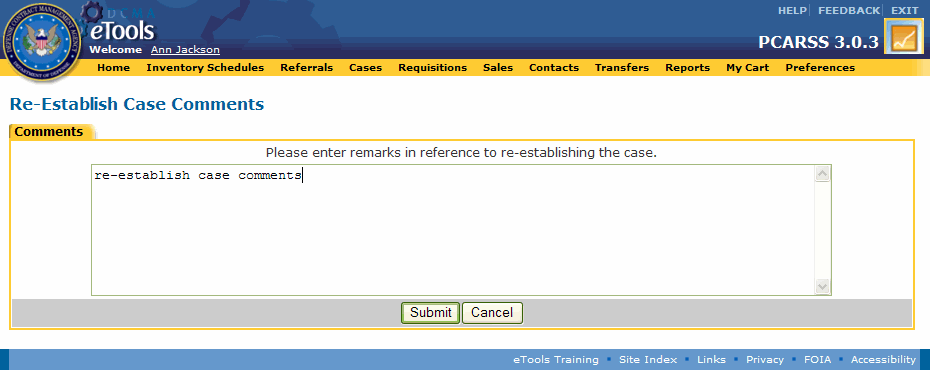 HELP FEEDBACK EXIT
DCMA
eTools
Welcome Ann Jackson
PCARSS 3.0.3
Home Inventory Schedules Referrals Cases Requisitions Sales Contacts Transfers Reports My Cart Preferences
Re-Establish Case Comments
Comments
Please enter remarks in reference to re-establishing the case.
re-establish case comments
Submit Cancel
eTools Training • Site Index • Links • Privacy • FOIA • Accessibility